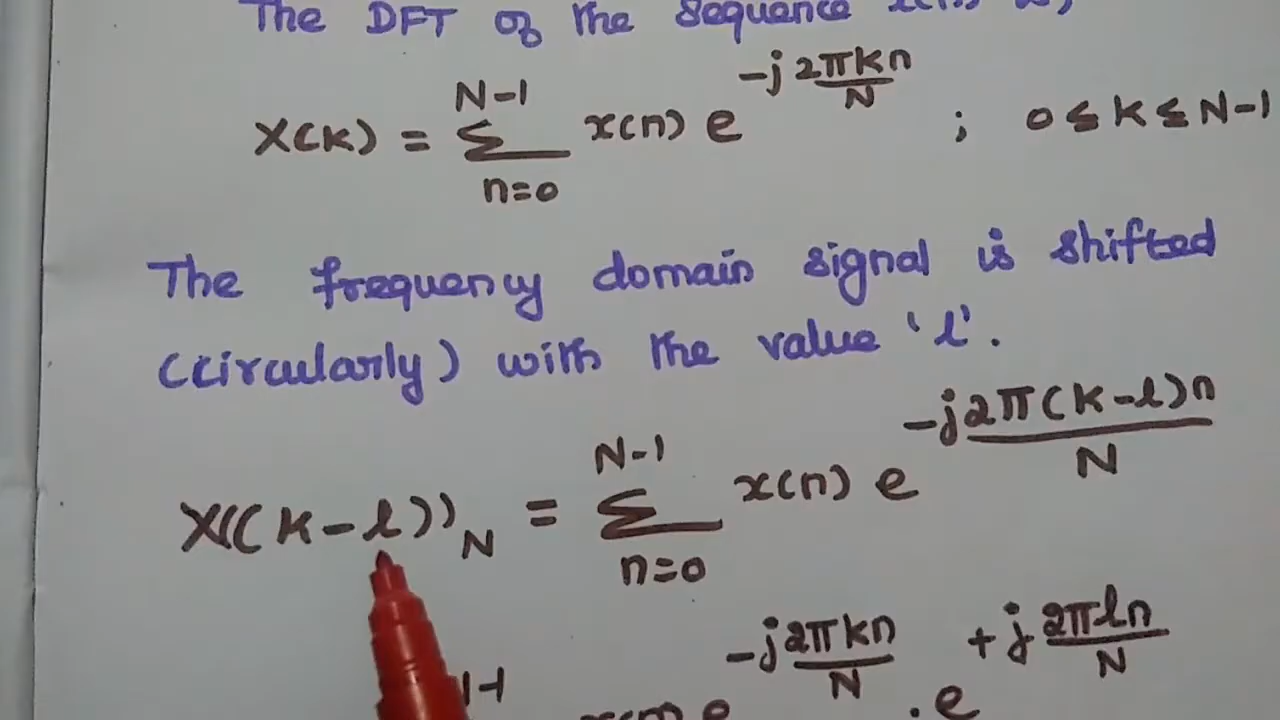 The DFT of the sequence x(n) is,
X(k) = Σ_{n=0}^{N-1} x(n) e^{-j2πkn/N} ; 0 ≤ k ≤ N-1
The frequency domain signal is shifted
(circularly) with the value 'l'.
X((k-l))_N = Σ_{n=0}^{N-1} x(n) e^{-j2π(k-l)n/N}
x(n) e^{-j2πkn/N} . e^{+j2πln/N}